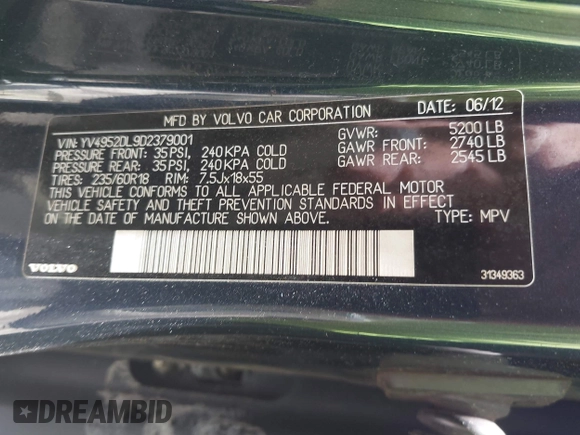 MFD BY VOLVO CAR CORPORATION DATE: 06/12
VIN: YV4952DL9D2379001 GVWR: 5200 LB
PRESSURE FRONT: 35PSI, 240KPA COLD GAWR FRONT: 2740 LB
PRESSURE REAR: 35PSI, 240KPA COLD GAWR REAR: 2545 LB
TIRES: 235/60R18 RIM: 7.5Jx18x55
THIS VEHICLE CONFORMS TO ALL APPLICABLE FEDERAL MOTOR
VEHICLE SAFETY AND THEFT PREVENTION STANDARDS IN EFFECT
ON THE DATE OF MANUFACTURE SHOWN ABOVE. TYPE: MPV
VOLVO 31349363
DREAMBID